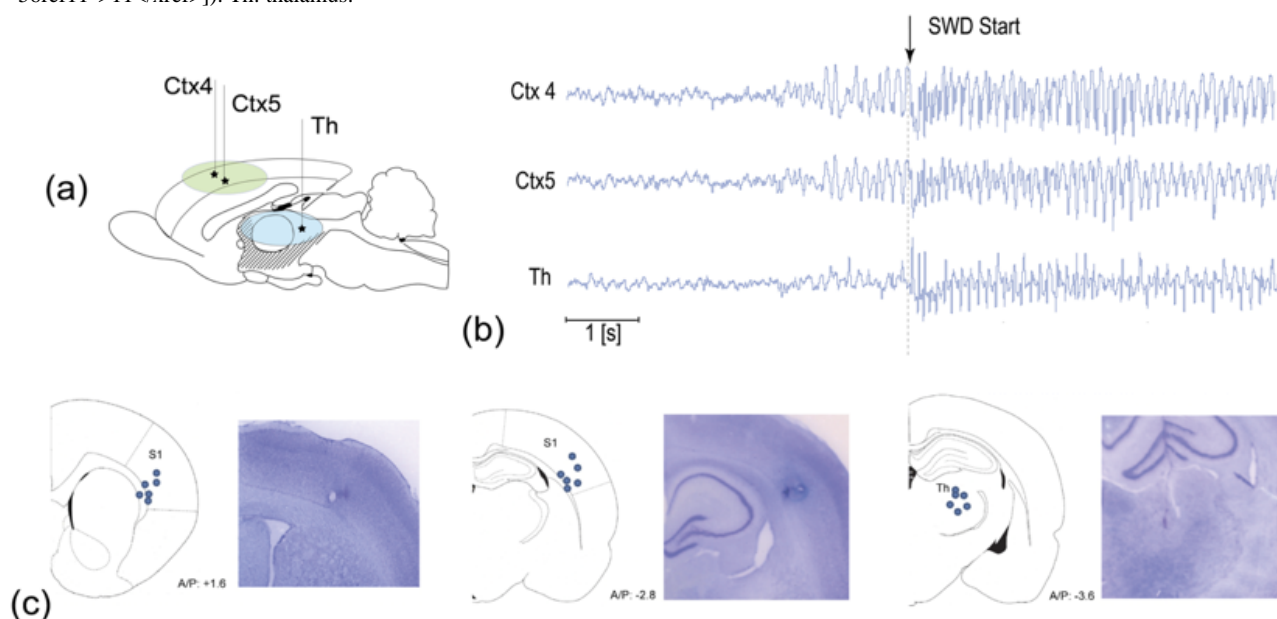 SWD Start
Ctx4
Ctx5
Th
(a)
Ctx 4
Ctx5
Th
1 [s]
(b)
S1
A/P: +1.6
S1
A/P: -2.8
Th
A/P: -3.6
(c)